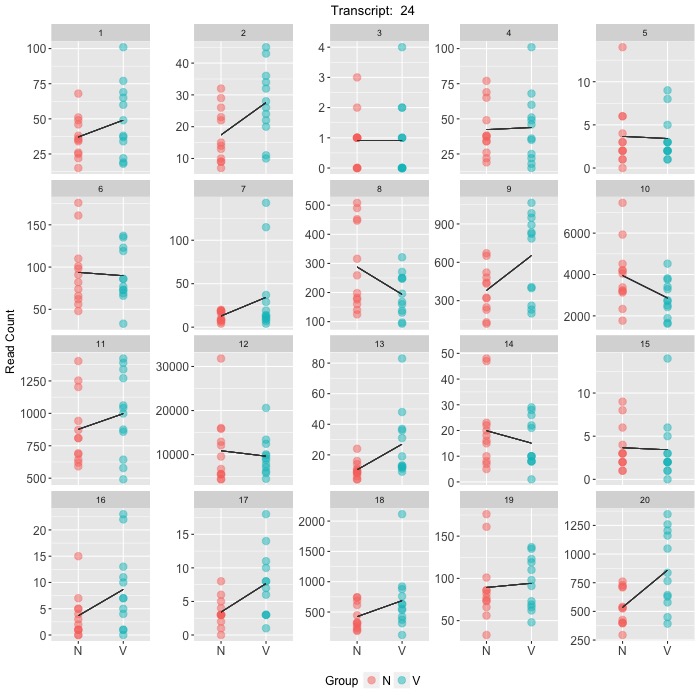 Transcript: 24
Read Count
1 2 3 4 5
100 75 50 25
40 30 20 10
4 3 2 1 0
100 75 50 25
10 5 0
6 7 8 9 10
150 100 50
100 50 0
500 400 300 200 100
900 600 300
6000 4000 2000
11 12 13 14 15
1250 1000 750 500
30000 20000 10000
80 60 40 20
50 40 30 20 10 0
10 5 0
16 17 18 19 20
20 15 10 5 0
15 10 5 0
2000 1500 1000 500
150 100 50
1250 1000 750 500 250
N V N V N V N V N V
Group N V